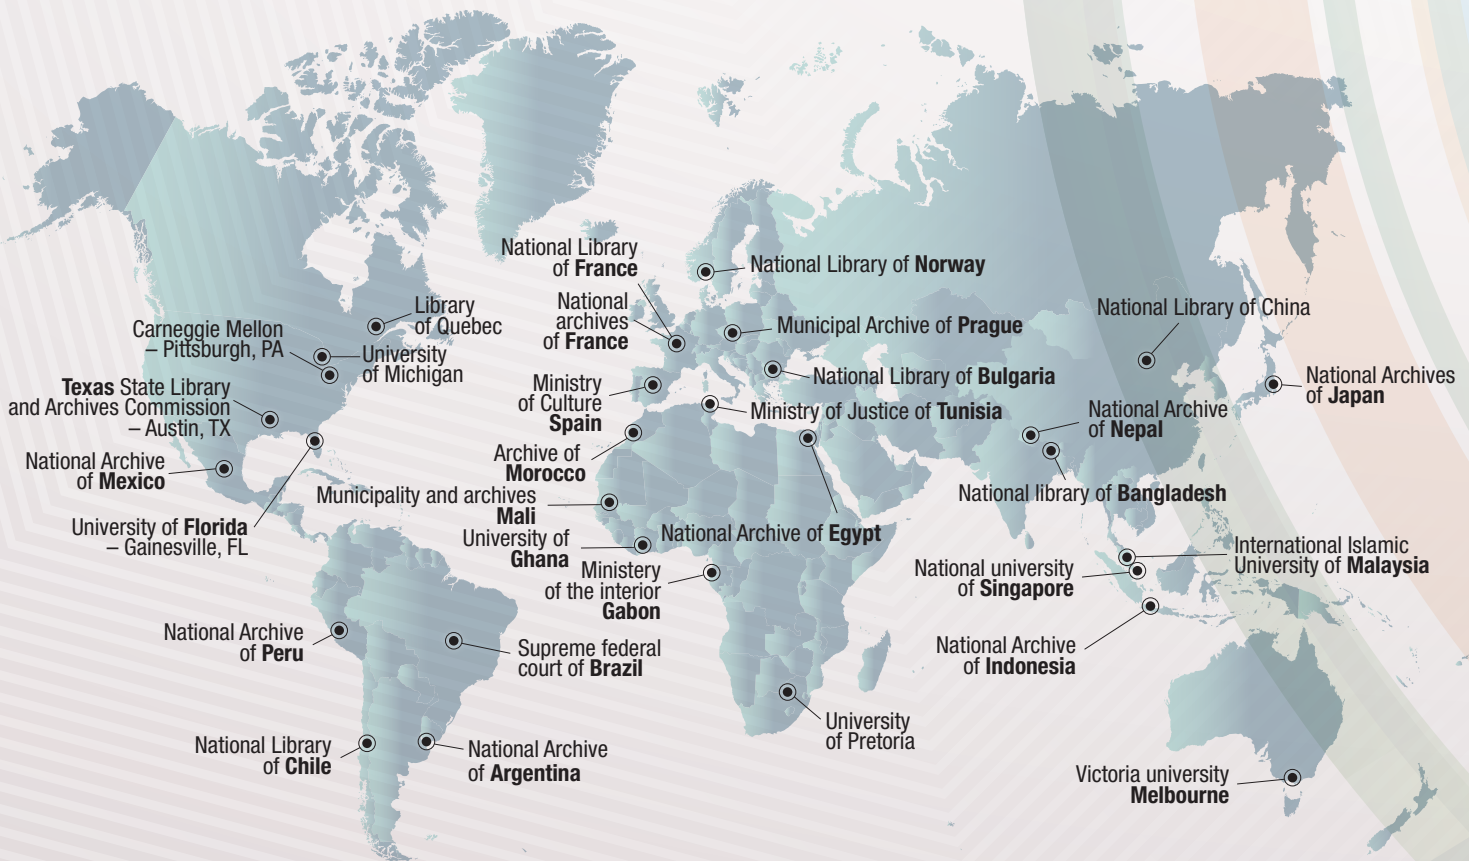 National Library
of France
National Library of Norway
National
archives
of France
Library
of Quebec
National Library of China
Carneggie Mellon
– Pittsburgh, PA
Municipal Archive of Prague
University
of Michigan
Ministry
of Culture
Spain
National Library of Bulgaria
National Archives
of Japan
Texas State Library
and Archives Commission
– Austin, TX
Ministry of Justice of Tunisia
National Archive
of Nepal
National Archive
of Mexico
Archive of
Morocco
Municipality and archives
Mali
National library of Bangladesh
University of Florida
– Gainesville, FL
University of
Ghana
National Archive of Egypt
International Islamic
University of Malaysia
Ministery
of the interior
Gabon
National university
of Singapore
National Archive
of Peru
Supreme federal
court of Brazil
National Archive
of Indonesia
University
of Pretoria
National Library
of Chile
National Archive
of Argentina
Victoria university
Melbourne